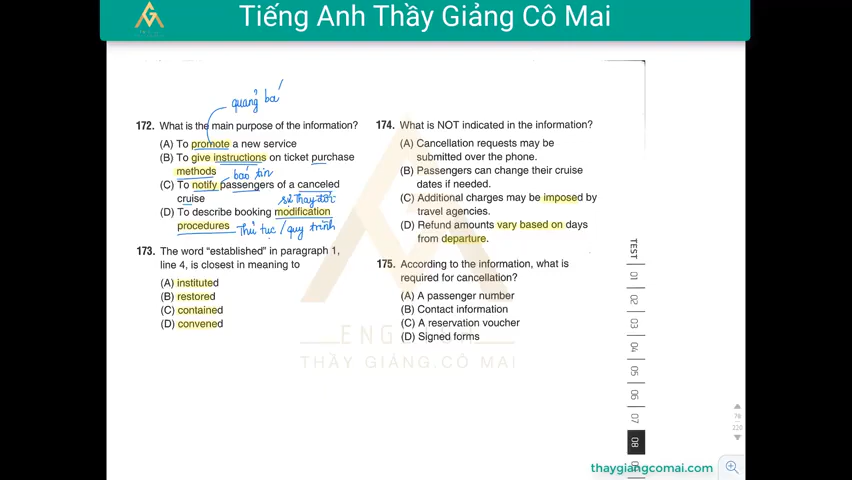 Tiếng Anh Thầy Giảng Cô Mai
quảng bá
172. What is the main purpose of the information?
(A) To promote a new service
(B) To give instructions on ticket purchase
methods
báo tin
(C) To notify passengers of a canceled
cruise
sự thay đổi
(D) To describe booking modification
procedures
Thủ tục / quy trình
173. The word “established” in paragraph 1,
line 4, is closest in meaning to
(A) instituted
(B) restored
(C) contained
(D) convened
174. What is NOT indicated in the information?
(A) Cancellation requests may be
submitted over the phone.
(B) Passengers can change their cruise
dates if needed.
(C) Additional charges may be imposed by
travel agencies.
(D) Refund amounts vary based on days
from departure.
175. According to the information, what is
required for cancellation?
(A) A passenger number
(B) Contact information
(C) A reservation voucher
(D) Signed forms
THẦY GIẢNG.CÔ MAI
TEST
01
02
03
04
05
06
07
08
79
220
thaygiangcomai.com